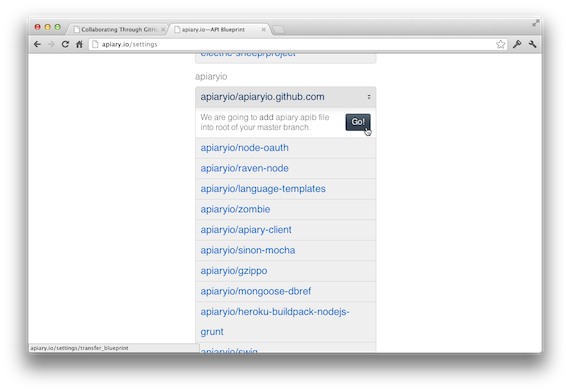 Collaborating Through GitHu
apiary.io—API Blueprint
apiary.io/settings
electric-sheep/project
apiaryio
apiaryio/apiaryio.github.com
We are going to add apiary.apib file
into root of your master branch.
Go!
apiaryio/node-oauth
apiaryio/raven-node
apiaryio/language-templates
apiaryio/zombie
apiaryio/apiary-client
apiaryio/sinon-mocha
apiaryio/gzippo
apiaryio/mongoose-dbref
apiaryio/heroku-buildpack-nodejs-
grunt
apiaryio/swig
apiary.io/settings/transfer_blueprint